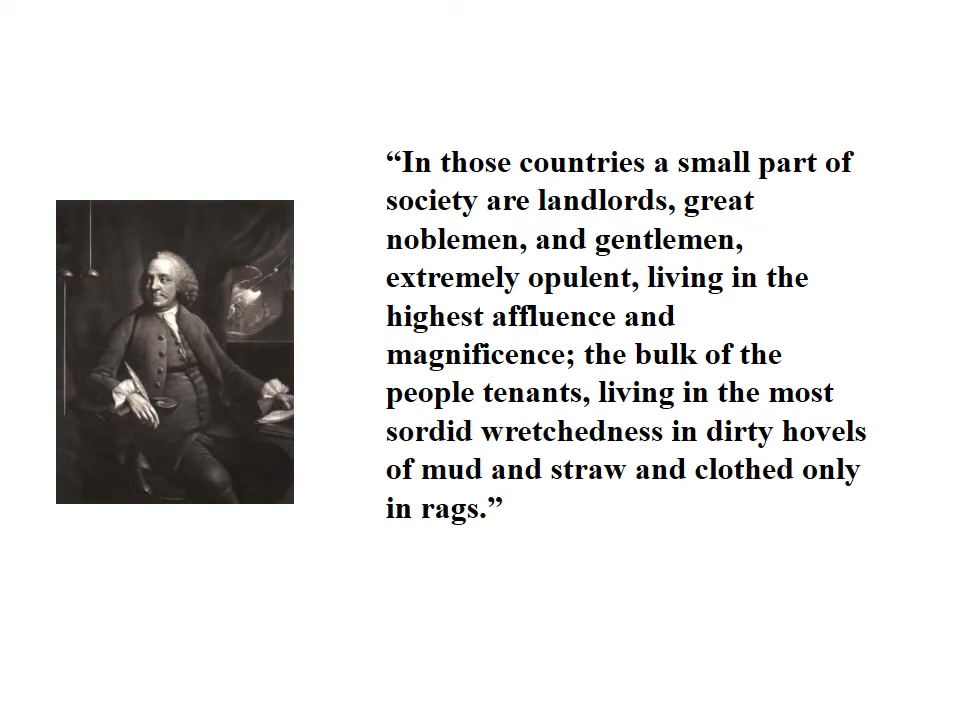 “In those countries a small part of
society are landlords, great
noblemen, and gentlemen,
extremely opulent, living in the
highest affluence and
magnificence; the bulk of the
people tenants, living in the most
sordid wretchedness in dirty hovels
of mud and straw and clothed only
in rags.”